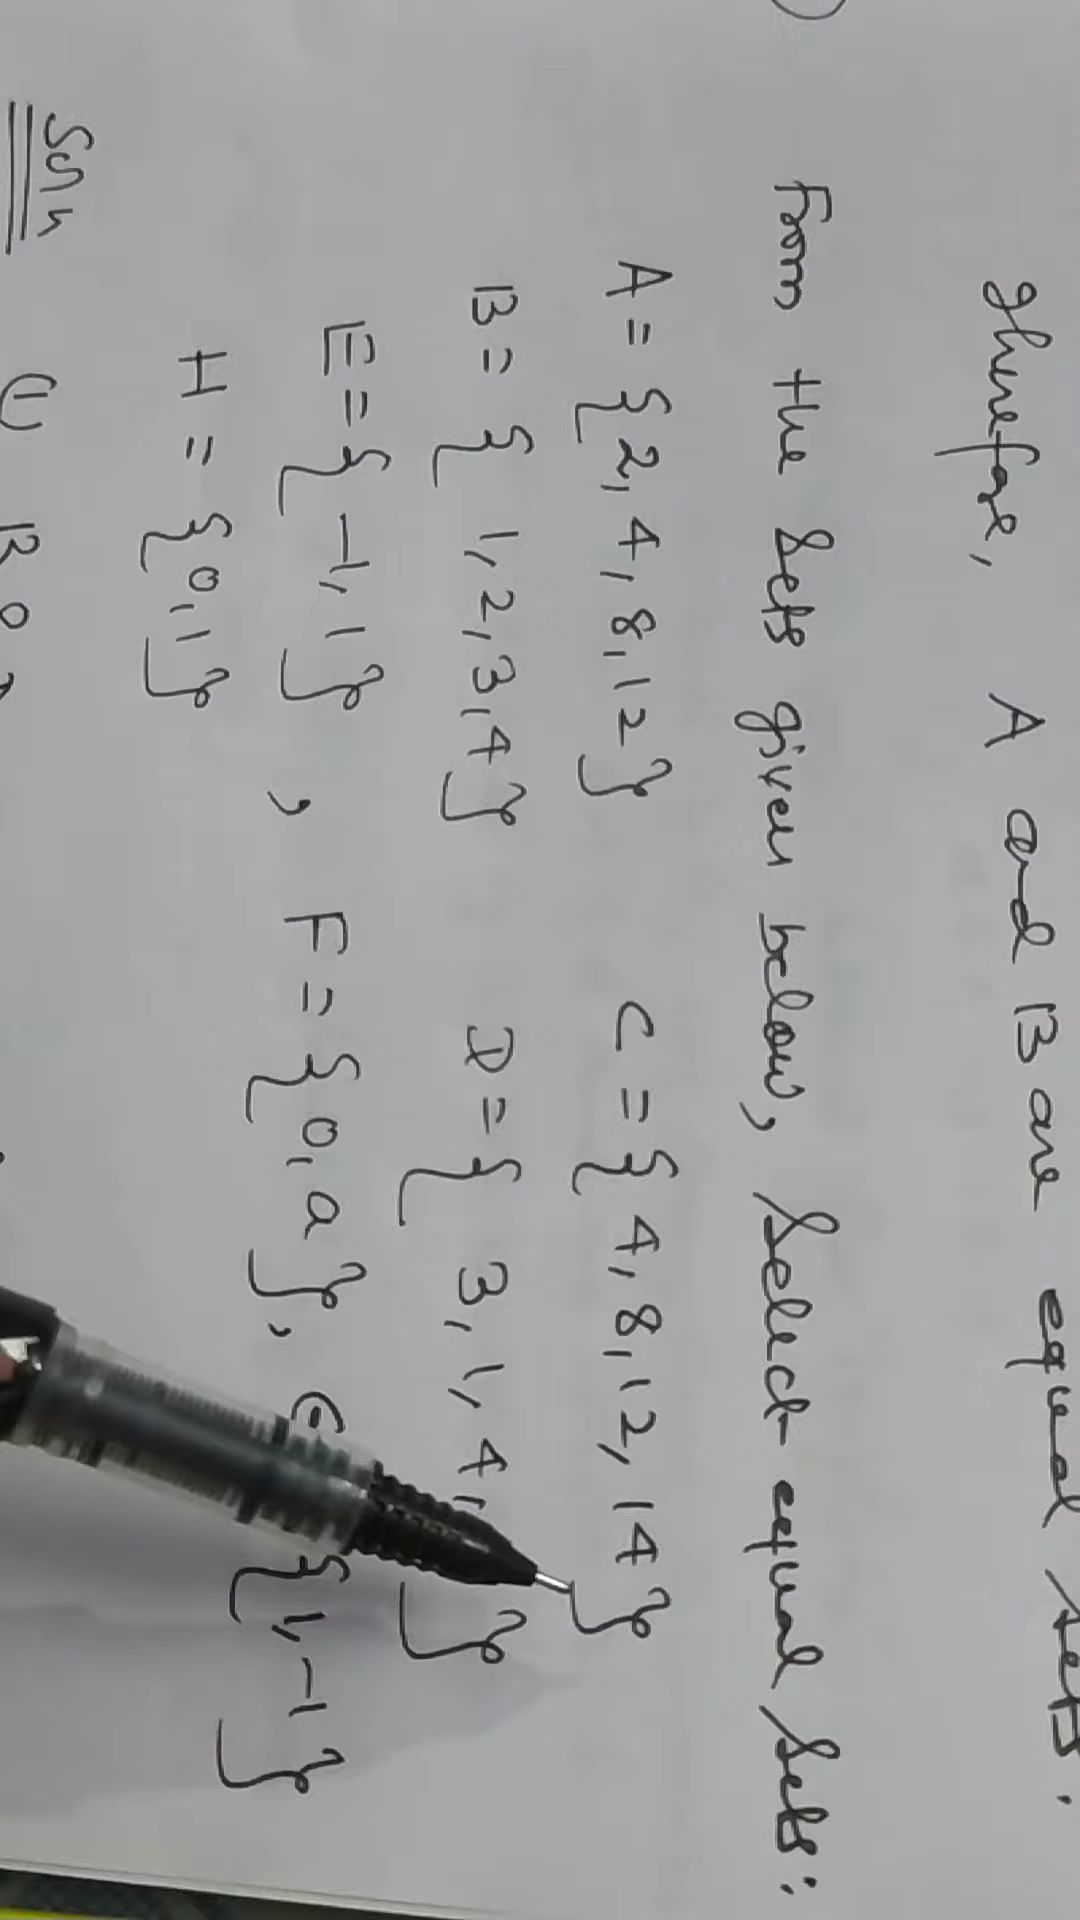 Therefore, A and B are equal sets.
From the sets given below, select equal sets:
A = {2, 4, 8, 12} C = {4, 8, 12, 14}
B = {1, 2, 3, 4} D = {3, 1, 4, }
E = {-1, 1}, F = {0, a}, G {1, -1}
H = {0, 1}
Soln (1) B